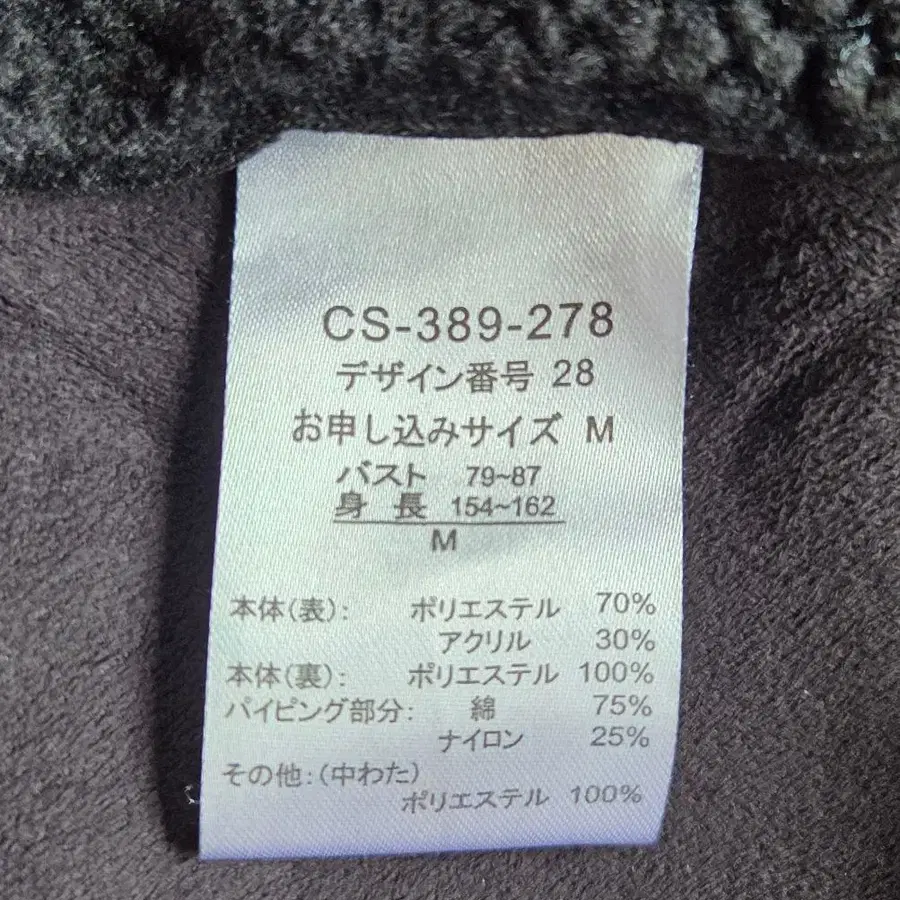 CS-389-278
デザイン番号 28
お申し込みサイズ M
バスト 79~87
身長 154~162
M
本体(表): ポリエステル 70%
アクリル 30%
本体(裏): ポリエステル 100%
パイピング部分: 綿 75%
ナイロン 25%
その他:(中わた)
ポリエステル 100%